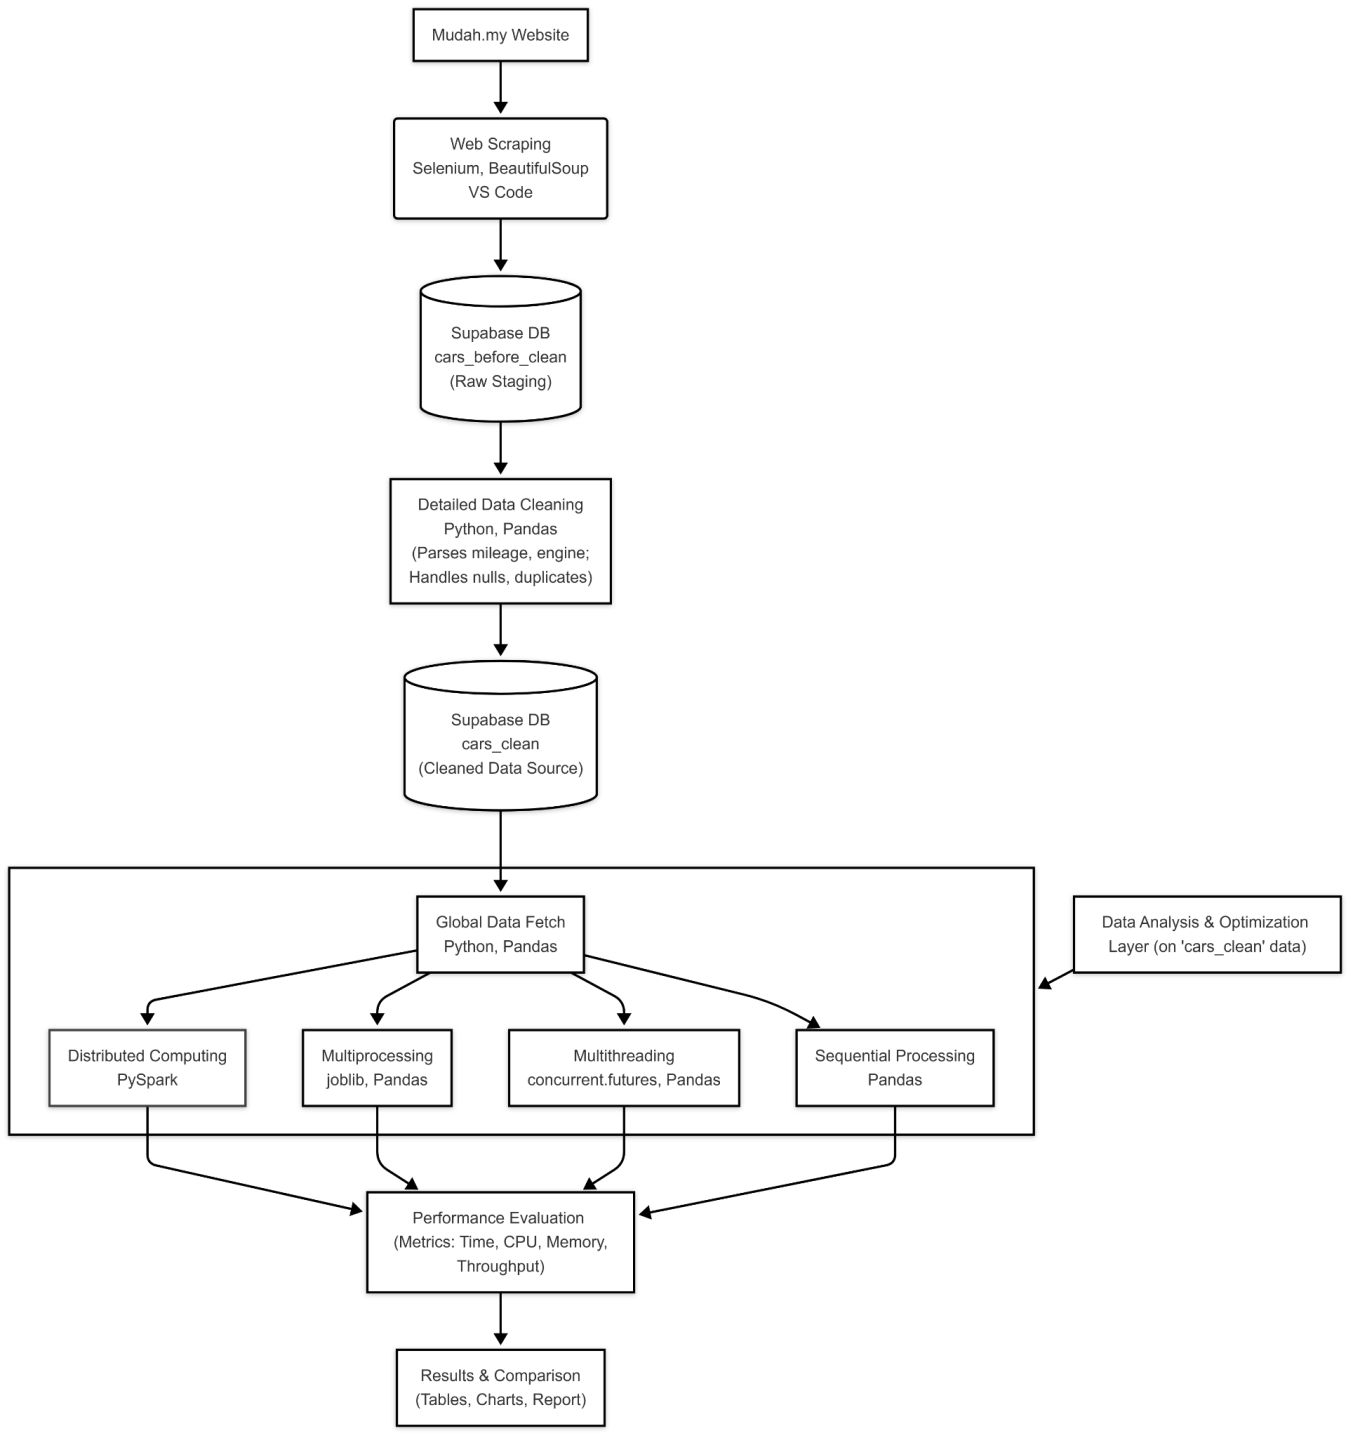 Mudah.my Website
Web Scraping
Selenium, BeautifulSoup
VS Code
Supabase DB
cars_before_clean
(Raw Staging)
Detailed Data Cleaning
Python, Pandas
(Parses mileage, engine;
Handles nulls, duplicates)
Supabase DB
cars_clean
(Cleaned Data Source)
Global Data Fetch
Python, Pandas
Data Analysis & Optimization
Layer (on 'cars_clean' data)
Distributed Computing
PySpark
Multiprocessing
joblib, Pandas
Multithreading
concurrent.futures, Pandas
Sequential Processing
Pandas
Performance Evaluation
(Metrics: Time, CPU, Memory,
Throughput)
Results & Comparison
(Tables, Charts, Report)